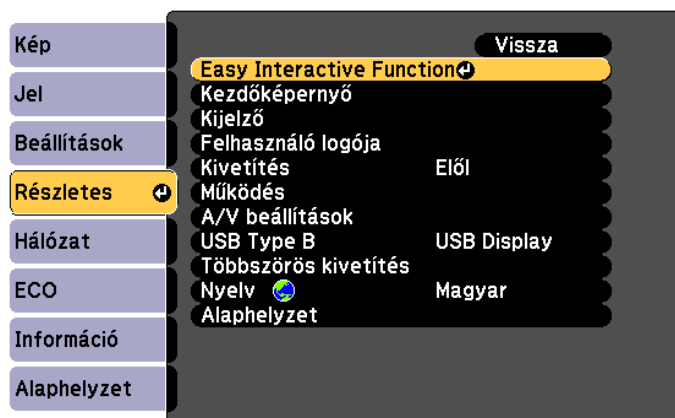 Kép
Jel
Beállítások
Részletes
Hálózat
ECO
Információ
Alaphelyzet
Vissza
Easy Interactive Function
Kezdőképernyő
Kijelző
Felhasználó logója
Kivetítés Elől
Működés
A/V beállítások
USB Type B USB Display
Többszörös kivetítés
Nyelv Magyar
Alaphelyzet